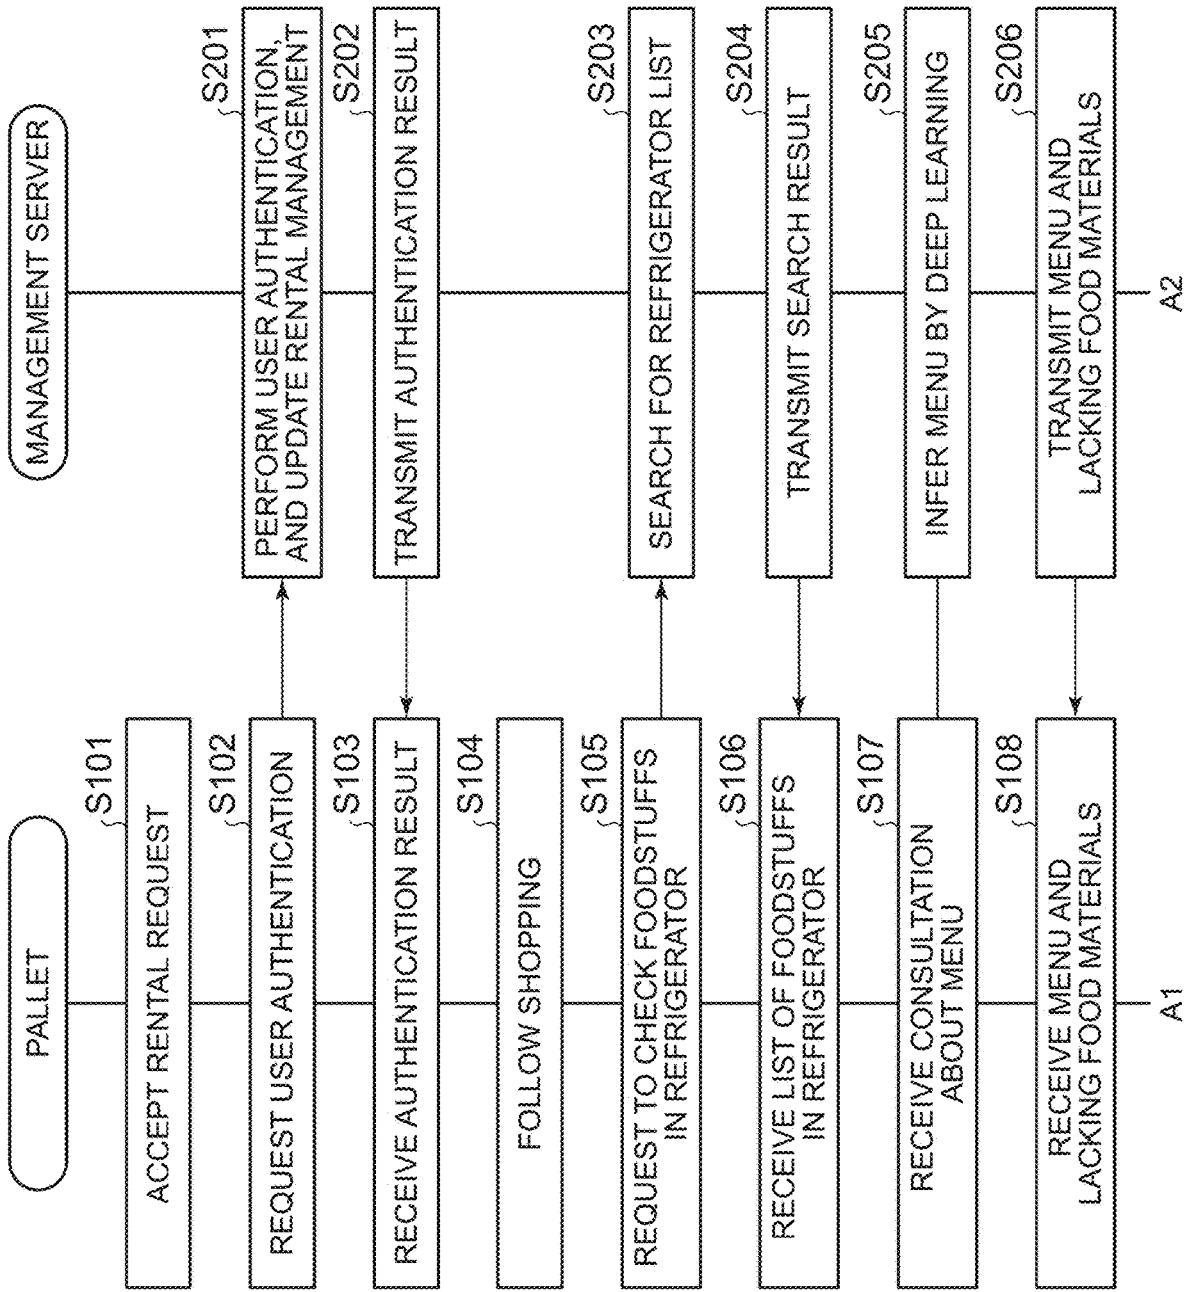 PALLET
S101
ACCEPT RENTAL REQUEST
S102
REQUEST USER AUTHENTICATION
S103
RECEIVE AUTHENTICATION RESULT
S104
FOLLOW SHOPPING
S105
REQUEST TO CHECK FOODSTUFFS
IN REFRIGERATOR
S106
RECEIVE LIST OF FOODSTUFFS
IN REFRIGERATOR
S107
RECEIVE CONSULTATION
ABOUT MENU
S108
RECEIVE MENU AND
LACKING FOOD MATERIALS
A1
MANAGEMENT SERVER
S201
PERFORM USER AUTHENTICATION,
AND UPDATE RENTAL MANAGEMENT
S202
TRANSMIT AUTHENTICATION RESULT
S203
SEARCH FOR REFRIGERATOR LIST
S204
TRANSMIT SEARCH RESULT
S205
INFER MENU BY DEEP LEARNING
S206
TRANSMIT MENU AND
LACKING FOOD MATERIALS
A2